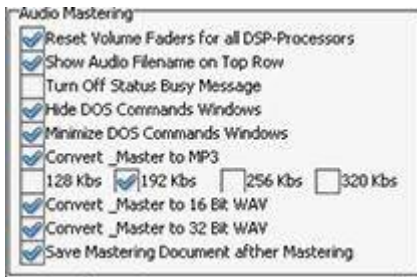 Audio Mastering
Reset Volume Faders for all DSP-Processors
Show Audio Filename on Top Row
Turn Off Status Busy Message
Hide DOS Commands Windows
Minimize DOS Commands Windows
Convert _Master to MP3
128 Kbs 192 Kbs 256 Kbs 320 Kbs
Convert _Master to 16 Bit WAV
Convert _Master to 32 Bit WAV
Save Mastering Document afther Mastering